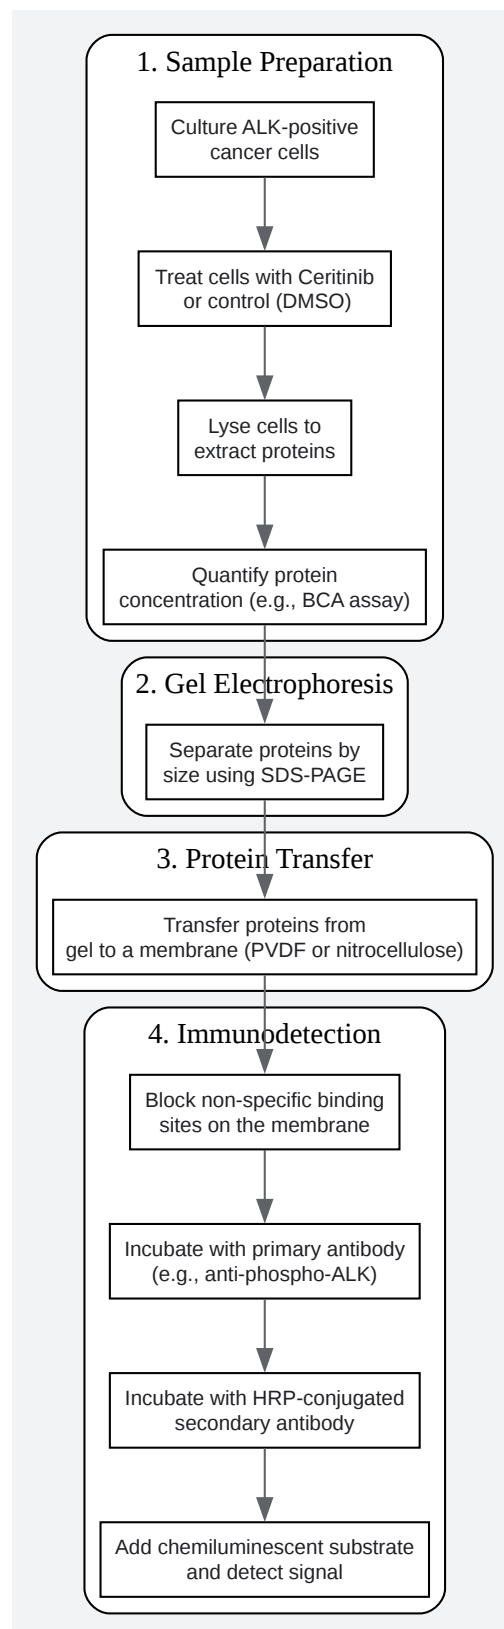 1. Sample Preparation
Culture ALK-positive
cancer cells
Treat cells with Ceritinib
or control (DMSO)
Lyse cells to
extract proteins
Quantify protein
concentration (e.g., BCA assay)
2. Gel Electrophoresis
Separate proteins by
size using SDS-PAGE
3. Protein Transfer
Transfer proteins from
gel to a membrane (PVDF or nitrocellulose)
4. Immunodetection
Block non-specific binding
sites on the membrane
Incubate with primary antibody
(e.g., anti-phospho-ALK)
Incubate with HRP-conjugated
secondary antibody
Add chemiluminescent substrate
and detect signal